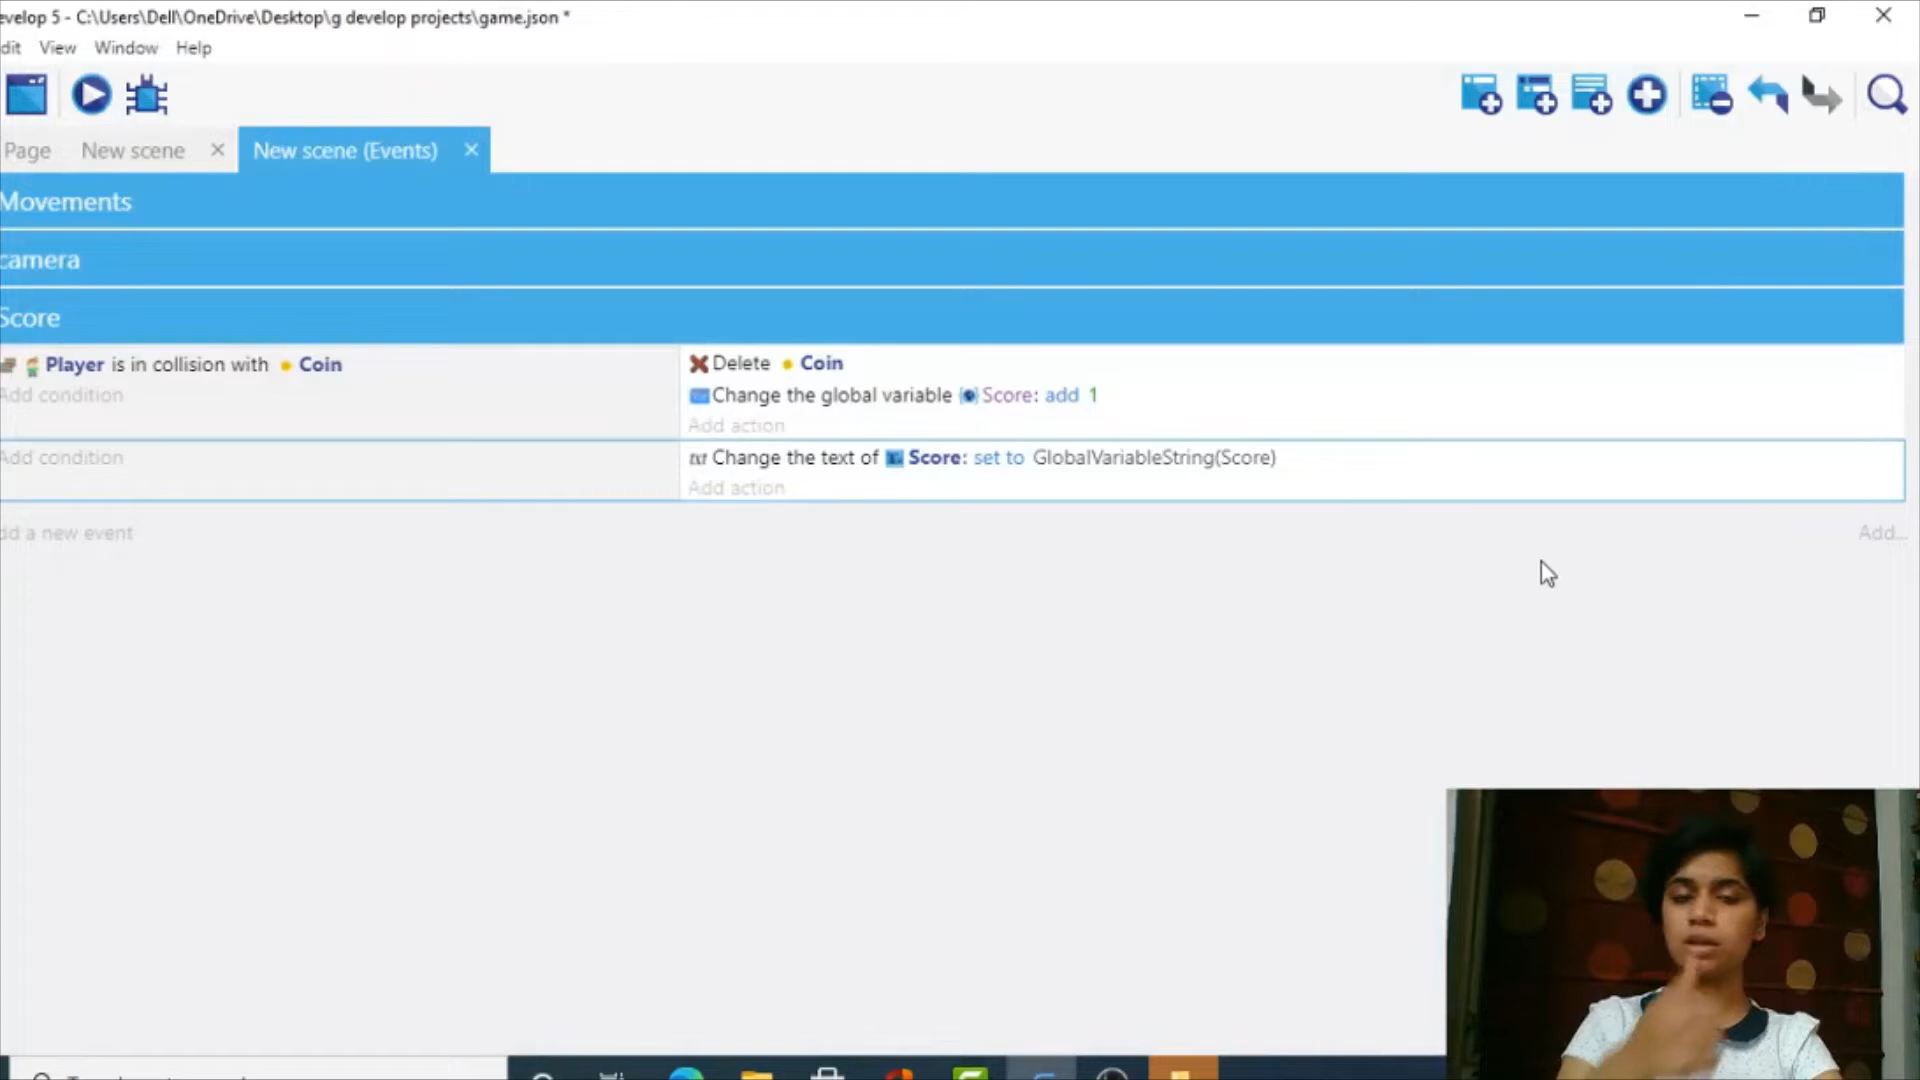 evelop 5 - C:\Users\Dell\OneDrive\Desktop\g develop projects\game.json *
dit View Window Help
Page New scene × New scene (Events) ×
Movements
camera
Score
Player is in collision with Coin
Delete Coin
Add condition
Change the global variable Score: add 1
Add action
Add condition
Change the text of Score: set to GlobalVariableString(Score)
Add action
dd a new event
Add...